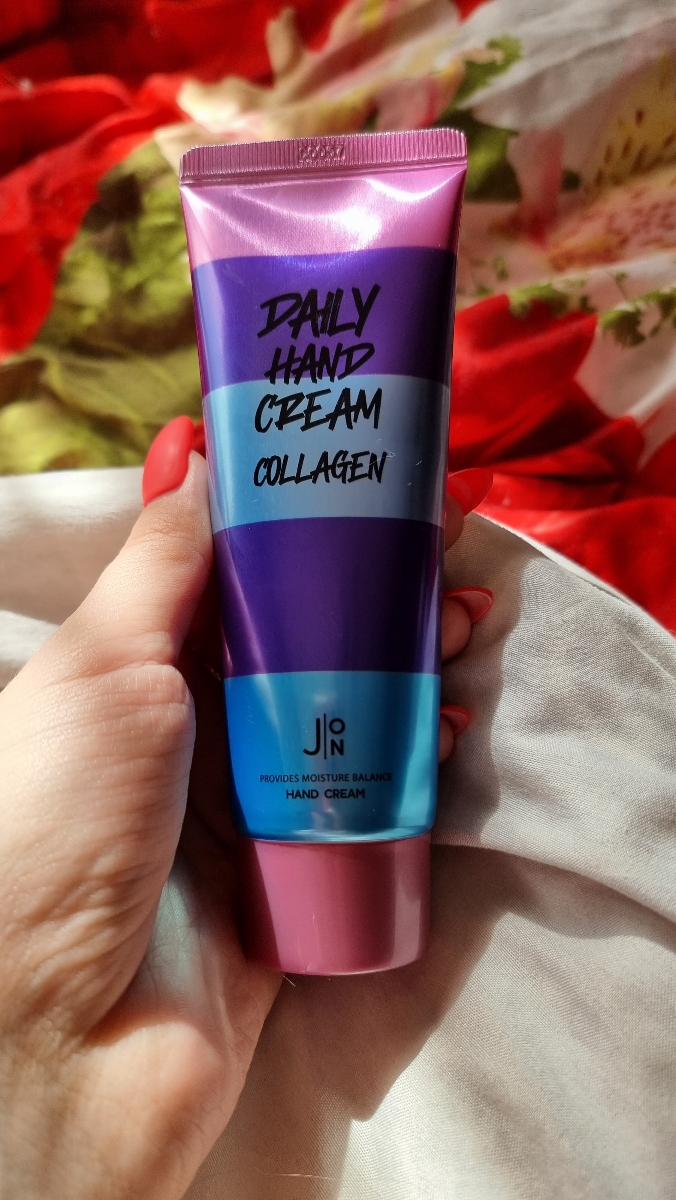 DAILY
HAND
CREAM
COLLAGEN
J|ON
PROVIDES MOISTURE BALANCE
HAND CREAM